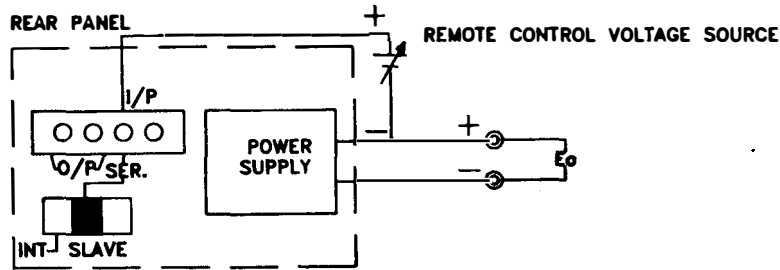 REAR PANEL
+
REMOTE CONTROL VOLTAGE SOURCE
I/P
−
+
POWER
SUPPLY
O/P SER.
Eo
−
INT SLAVE